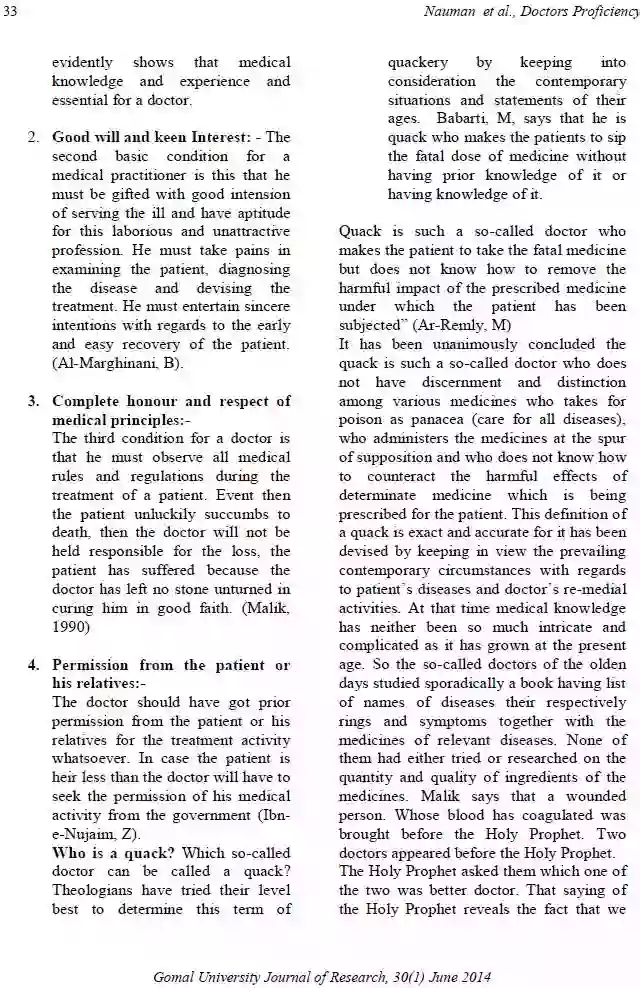 33
Nauman et al., Doctors Proficiency
evidently shows that medical
knowledge and experience and
essential for a doctor.
2. Good will and keen Interest: - The
second basic condition for a
medical practitioner is this that he
must be gifted with good intension
of serving the ill and have aptitude
for this laborious and unattractive
profession. He must take pains in
examining the patient, diagnosing
the disease and devising the
treatment. He must entertain sincere
intentions with regards to the early
and easy recovery of the patient.
(Al-Marghinani, B).
3. Complete honour and respect of
medical principles:-
The third condition for a doctor is
that he must observe all medical
rules and regulations during the
treatment of a patient. Event then
the patient unluckily succumbs to
death, then the doctor will not be
held responsible for the loss, the
patient has suffered because the
doctor has left no stone unturned in
curing him in good faith. (Malik,
1990)
4. Permission from the patient or
his relatives:-
The doctor should have got prior
permission from the patient or his
relatives for the treatment activity
whatsoever. In case the patient is
heir less than the doctor will have to
seek the permission of his medical
activity from the government (Ibn-
e-Nujaim, Z).
Who is a quack? Which so-called
doctor can be called a quack?
Theologians have tried their level
best to determine this term of
quackery by keeping into
consideration the contemporary
situations and statements of their
ages. Babarti, M, says that he is
quack who makes the patients to sip
the fatal dose of medicine without
having prior knowledge of it or
having knowledge of it.
Quack is such a so-called doctor who
makes the patient to take the fatal medicine
but does not know how to remove the
harmful impact of the prescribed medicine
under which the patient has been
subjected” (Ar-Remly, M)
It has been unanimously concluded the
quack is such a so-called doctor who does
not have discernment and distinction
among various medicines who takes for
poison as panacea (care for all diseases),
who administers the medicines at the spur
of supposition and who does not know how
to counteract the harmful effects of
determinate medicine which is being
prescribed for the patient. This definition of
a quack is exact and accurate for it has been
devised by keeping in view the prevailing
contemporary circumstances with regards
to patient’s diseases and doctor’s re-medial
activities. At that time medical knowledge
has neither been so much intricate and
complicated as it has grown at the present
age. So the so-called doctors of the olden
days studied sporadically a book having list
of names of diseases their respectively
rings and symptoms together with the
medicines of relevant diseases. None of
them had either tried or researched on the
quantity and quality of ingredients of the
medicines. Malik says that a wounded
person. Whose blood has coagulated was
brought before the Holy Prophet. Two
doctors appeared before the Holy Prophet.
The Holy Prophet asked them which one of
the two was better doctor. That saying of
the Holy Prophet reveals the fact that we
Gomal University Journal of Research, 30(1) June 2014